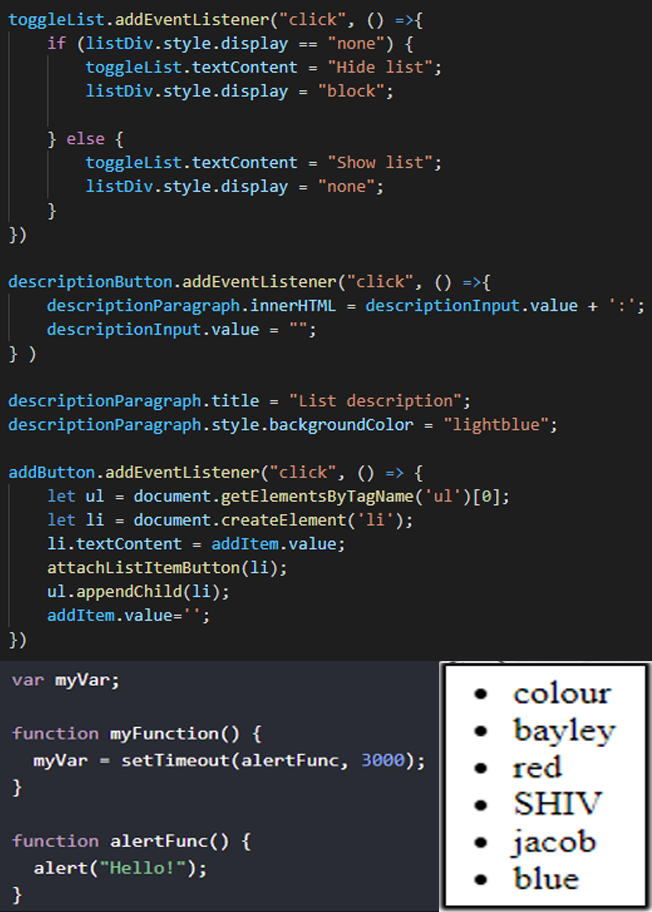 toggleList.addEventListener("click", () =>{
    if (listDiv.style.display == "none") {
        toggleList.textContent = "Hide list";
        listDiv.style.display = "block";

    } else {
        toggleList.textContent = "Show list";
        listDiv.style.display = "none";
    }
})

descriptionButton.addEventListener("click", () =>{
    descriptionParagraph.innerHTML = descriptionInput.value + ':';
    descriptionInput.value = "";
} )

descriptionParagraph.title = "List description";
descriptionParagraph.style.backgroundColor = "lightblue";

addButton.addEventListener("click", () => {
    let ul = document.getElementsByTagName('ul')[0];
    let li = document.createElement('li');
    li.textContent = addItem.value;
    attachListItemButton(li);
    ul.appendChild(li);
    addItem.value='';
})
var myVar;

function myFunction() {
  myVar = setTimeout(alertFunc, 3000);
}

function alertFunc() {
  alert("Hello!");
}
• colour
• bayley
• red
• SHIV
• jacob
• blue